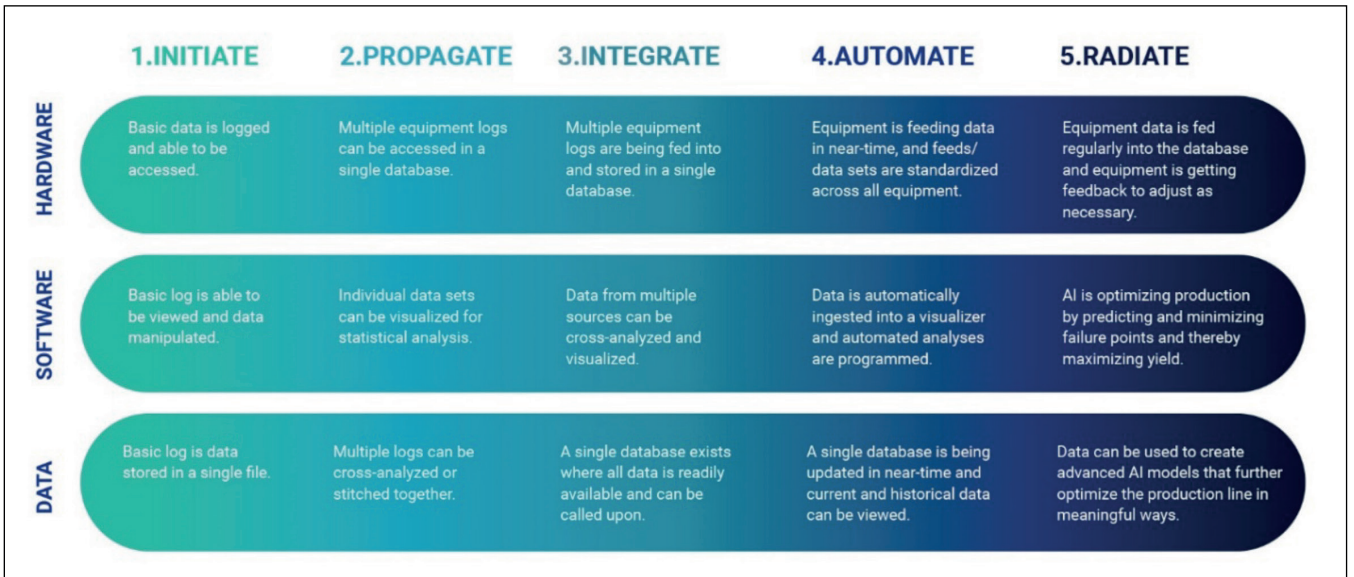 1.INITIATE
2.PROPAGATE
3.INTEGRATE
4.AUTOMATE
5.RADIATE
HARDWARE
Basic data is logged
and able to be
accessed.
Multiple equipment logs
can be accessed in a
single database.
Multiple equipment
logs are being fed into
and stored in a single
database.
Equipment is feeding data
in near-time, and feeds/
data sets are standardized
across all equipment.
Equipment data is fed
regularly into the database
and equipment is getting
feedback to adjust as
necessary.
SOFTWARE
Basic log is able to
be viewed and data
manipulated.
Individual data sets
can be visualized for
statistical analysis.
Data from multiple
sources can be
cross-analyzed and
visualized.
Data is automatically
ingested into a visualizer
and automated analyses
are programmed.
AI is optimizing production
by predicting and minimizing
failure points and thereby
maximizing yield.
DATA
Basic log is data
stored in a single file.
Multiple logs can be
cross-analyzed or
stitched together.
A single database exists
where all data is readily
available and can be
called upon.
A single database is being
updated in near-time and
current and historical data
can be viewed.
Data can be used to create
advanced AI models that further
optimize the production line in
meaningful ways.